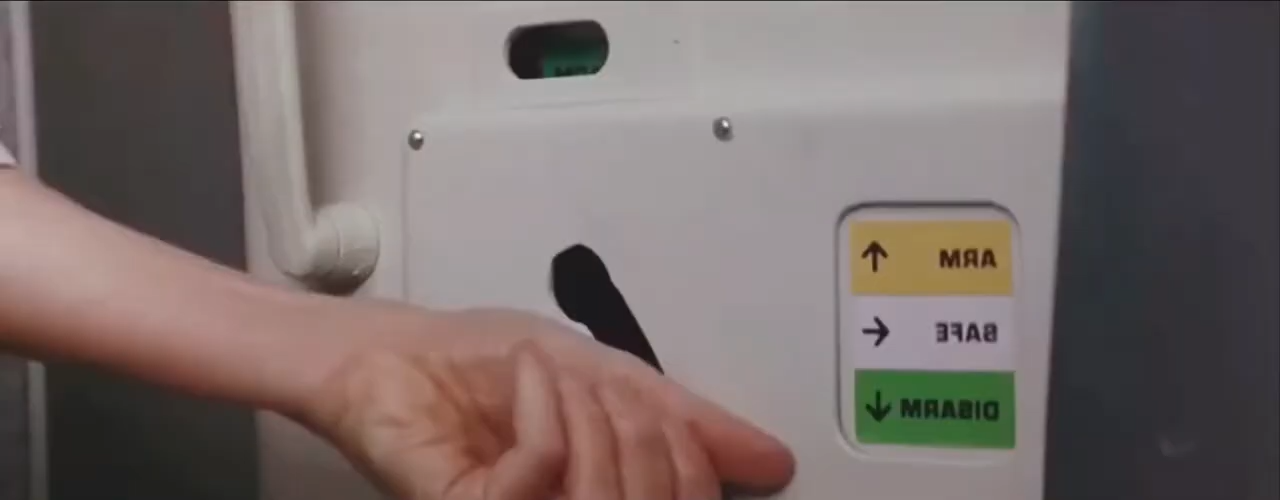 ↑ ARM
→ SAFE
↓ DISARM